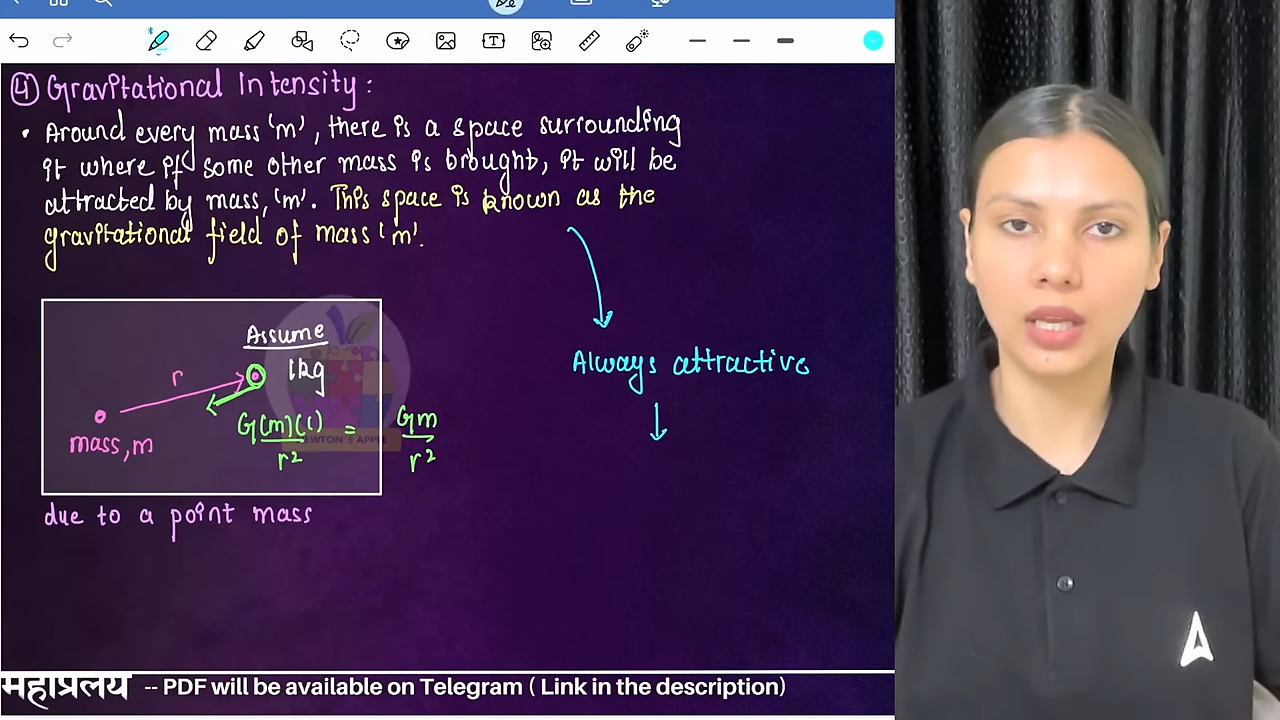 ④ Gravitational Intensity:
• Around every mass 'm', there is a space surrounding
it where if some other mass is brought, it will be
attracted by mass, 'm'. This space is known as the
gravitational field of mass 'm'.
Assume
1kg
r
mass, m
G(m)(1)/r² = Gm/r²
NEWTON'S APPLE
due to a point mass
Always attractive
महाप्रलय -- PDF will be available on Telegram ( Link in the description)